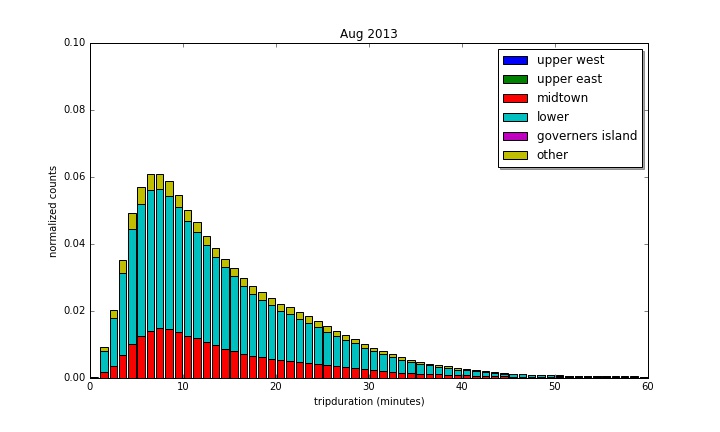 Aug 2013
0.10
0.08
0.06
0.04
0.02
0.00
normalized counts
upper west
upper east
midtown
lower
governers island
other
0 10 20 30 40 50 60
tripduration (minutes)